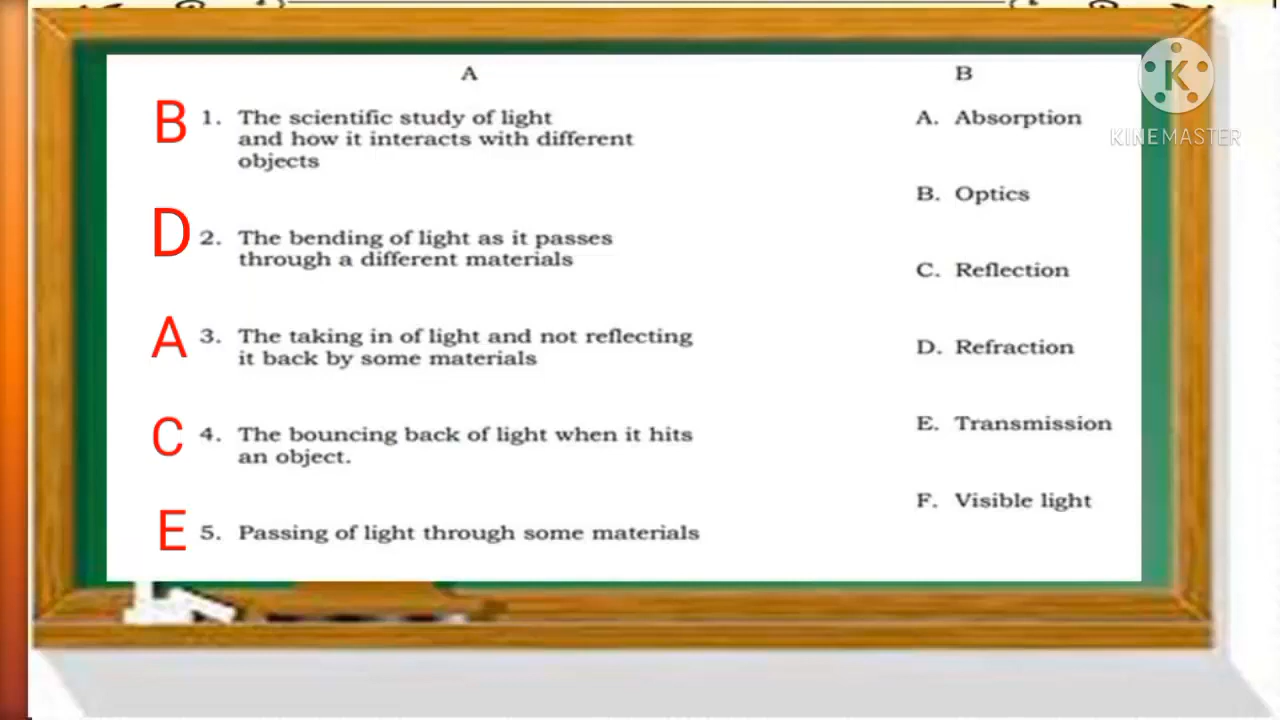 A B
B 1. The scientific study of light
and how it interacts with different
objects
D 2. The bending of light as it passes
through a different materials
A 3. The taking in of light and not reflecting
it back by some materials
C 4. The bouncing back of light when it hits
an object.
E 5. Passing of light through some materials
A. Absorption
B. Optics
C. Reflection
D. Refraction
E. Transmission
F. Visible light
K
KINEMASTER